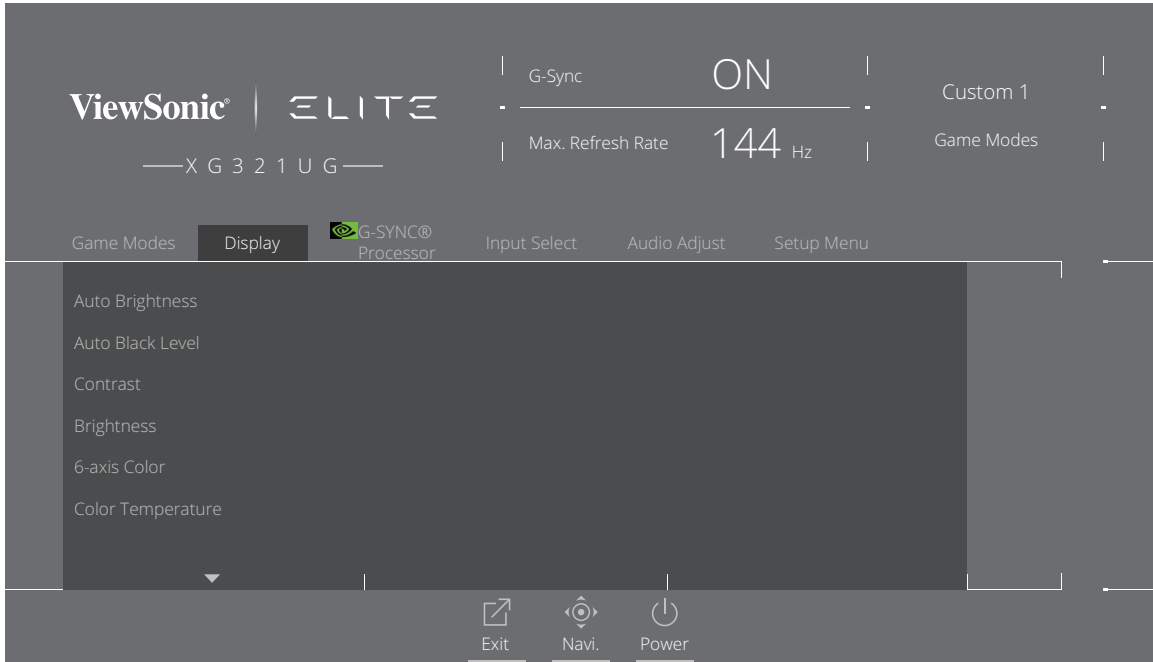 ViewSonic® ELITE
XG321UG
G-Sync ON
Max. Refresh Rate 144 Hz
Custom 1
Game Modes
Game Modes
Display
G-SYNC®
Processor
Input Select
Audio Adjust
Setup Menu
Auto Brightness
Auto Black Level
Contrast
Brightness
6-axis Color
Color Temperature
Exit
Navi.
Power